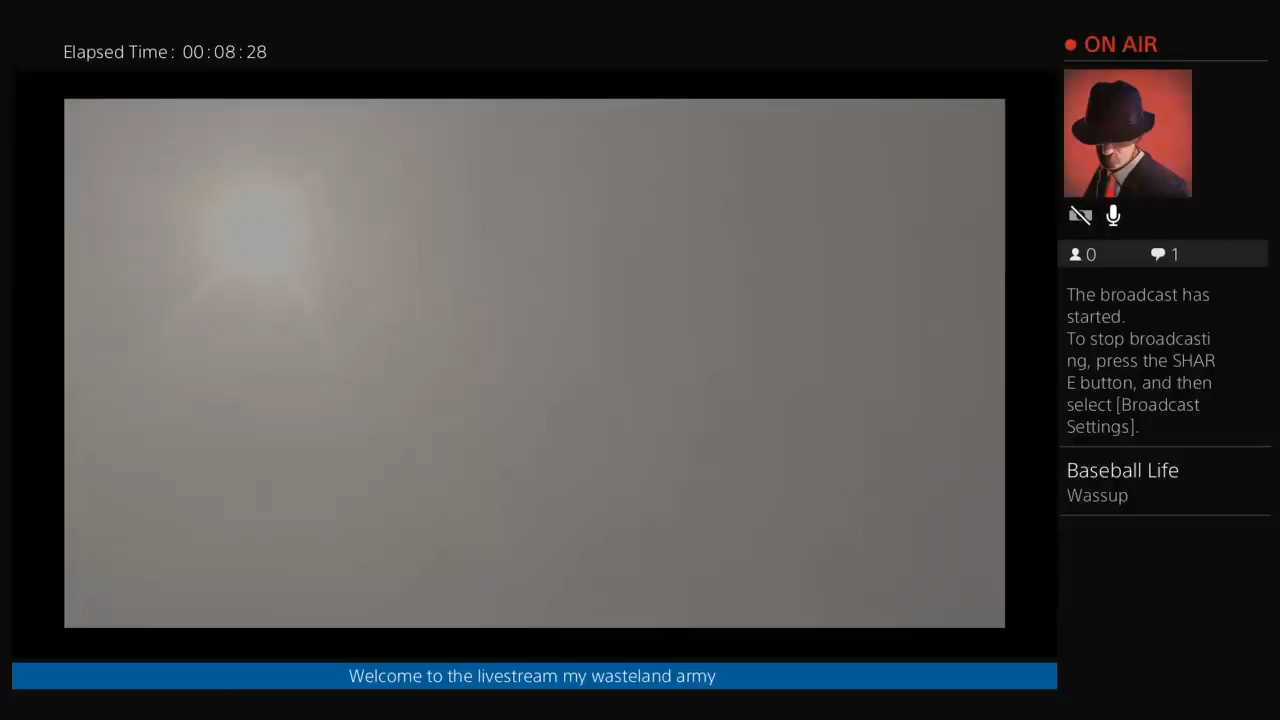 Elapsed Time: 00:08:28
ON AIR
0 1
The broadcast has
started.
To stop broadcasti
ng, press the SHAR
E button, and then
select [Broadcast
Settings].
Baseball Life
Wassup
Welcome to the livestream my wasteland army